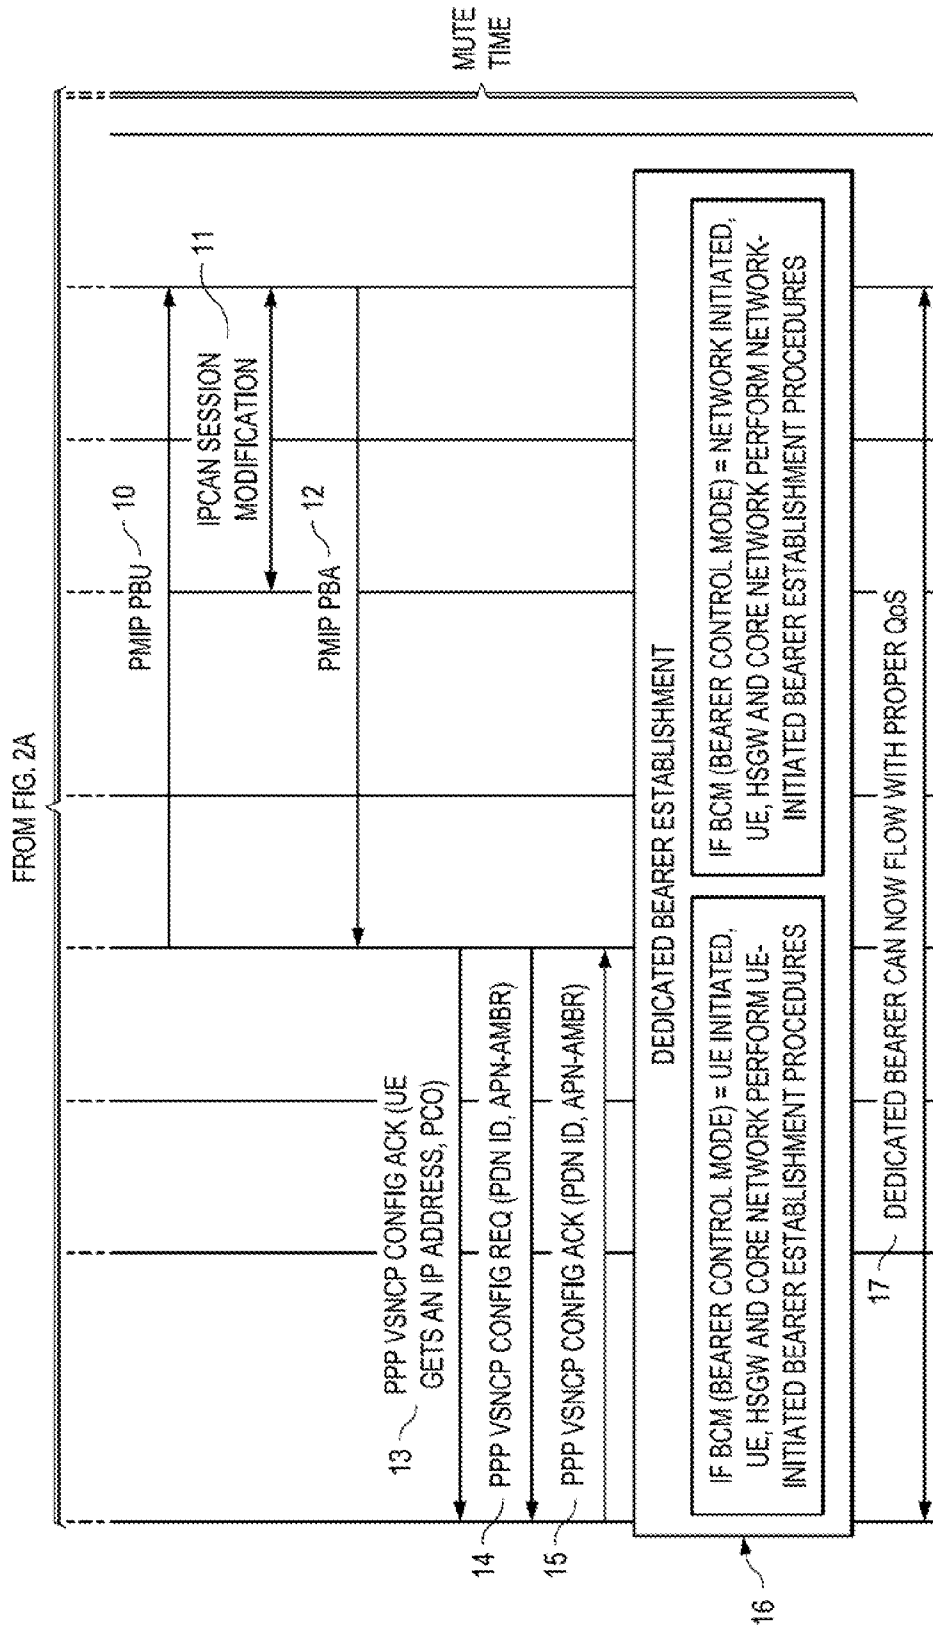 FROM FIG. 2A
PMIP PBU 10
IPCAN SESSION
MODIFICATION
11
PMIP PBA 12
13
PPP VSNCP CONFIG ACK (UE
GETS AN IP ADDRESS, PCO)
14
PPP VSNCP CONFIG REQ (PDN ID, APN-AMBR)
15
PPP VSNCP CONFIG ACK (PDN ID, APN-AMBR)
MUTE
TIME
DEDICATED BEARER ESTABLISHMENT
IF BCM (BEARER CONTROL MODE) = UE INITIATED,
UE, HSGW AND CORE NETWORK PERFORM UE-
INITIATED BEARER ESTABLISHMENT PROCEDURES
IF BCM (BEARER CONTROL MODE) = NETWORK INITIATED,
UE, HSGW AND CORE NETWORK PERFORM NETWORK-
INITIATED BEARER ESTABLISHMENT PROCEDURES
16
17
DEDICATED BEARER CAN NOW FLOW WITH PROPER QoS